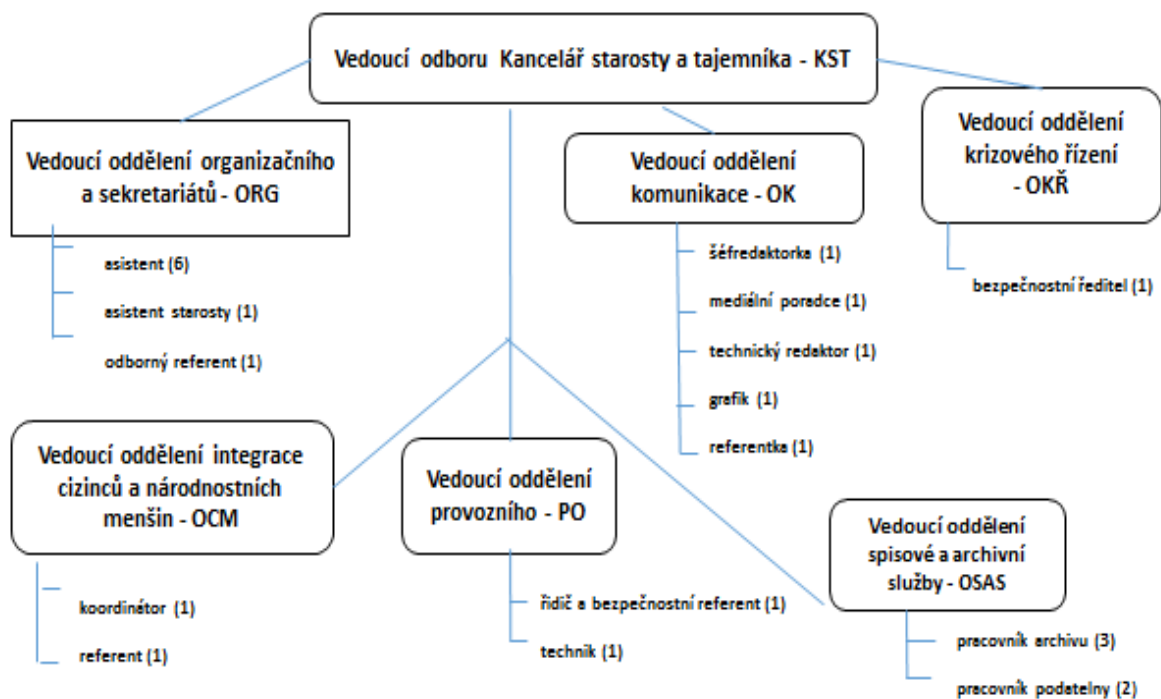 Vedoucí odboru Kancelář starosty a tajemníka - KST
Vedoucí oddělení organizačního
a sekretariátů - ORG
asistent (6)
asistent starosty (1)
odborný referent (1)
Vedoucí oddělení
komunikace - OK
šéfredaktorka (1)
mediální poradce (1)
technický redaktor (1)
grafik (1)
referentka (1)
Vedoucí oddělení
krizového řízení
- OKŘ
bezpečnostní ředitel (1)
Vedoucí oddělení integrace
cizinců a národnostních
menšin - OCM
koordinátor (1)
referent (1)
Vedoucí oddělení
provozního - PO
řidič a bezpečnostní referent (1)
technik (1)
Vedoucí oddělení
spisové a archivní
služby - OSAS
pracovník archivu (3)
pracovník podatelny (2)